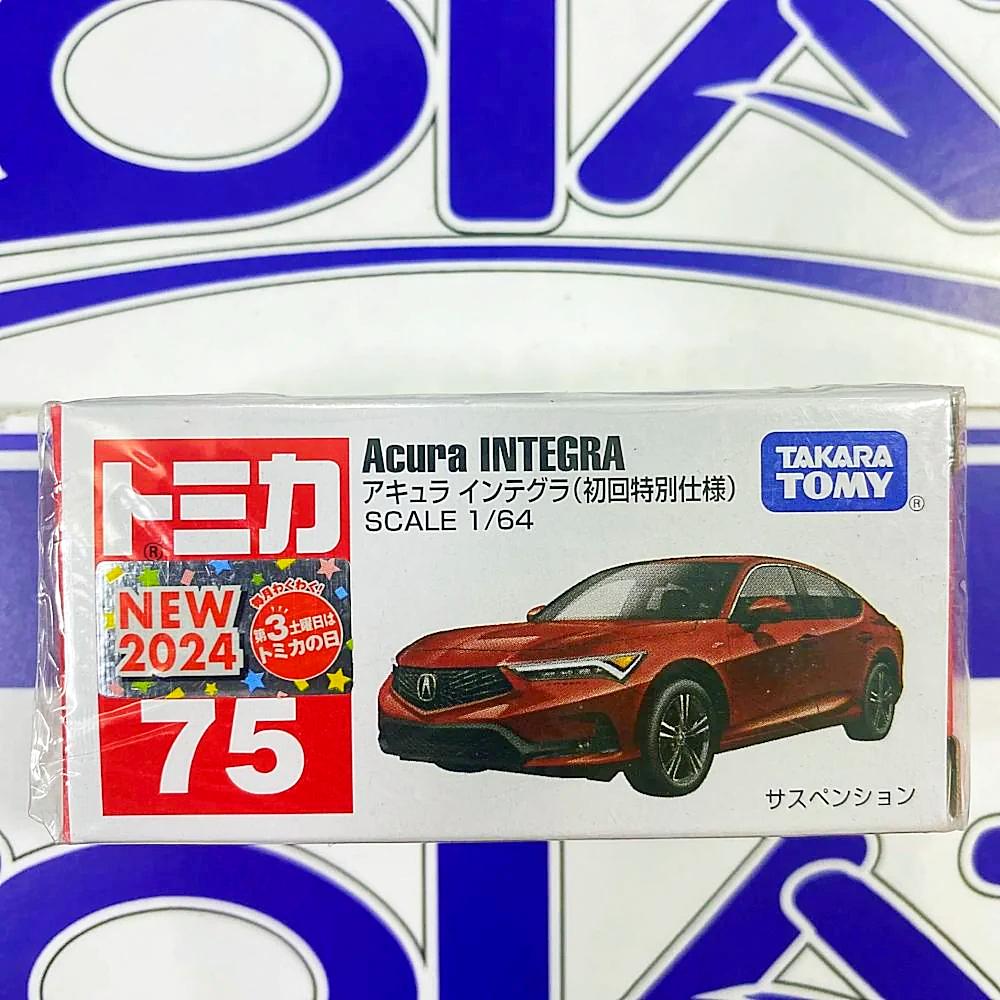 トミカ
®
NEW
2024
毎月わくわく!
第3土曜日は
トミカの日
75
Acura INTEGRA
アキュラ インテグラ(初回特別仕様)
SCALE 1/64
TAKARA
TOMY
®
サスペンション